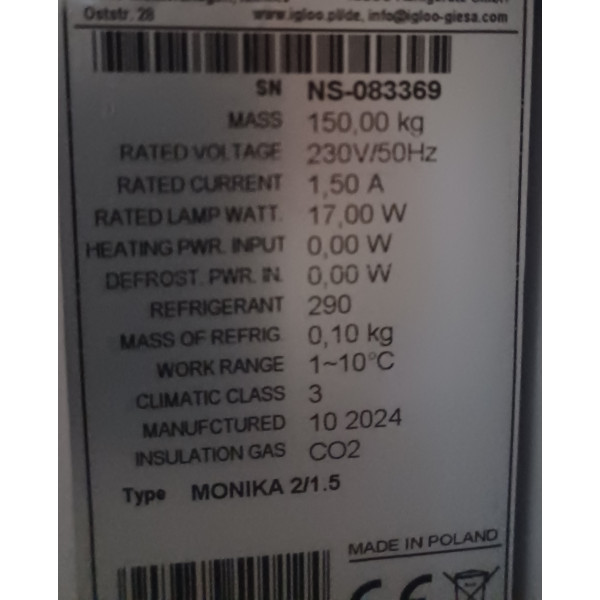 Oststr. 28 www.igloo.pl/de, info@igloo-giesa.com
SN NS-083369
MASS 150,00 kg
RATED VOLTAGE 230V/50Hz
RATED CURRENT 1,50 A
RATED LAMP WATT. 17,00 W
HEATING PWR. INPUT 0,00 W
DEFROST. PWR. IN. 0,00 W
REFRIGERANT 290
MASS OF REFRIG. 0,10 kg
WORK RANGE 1~10°C
CLIMATIC CLASS 3
MANUFCTURED 10 2024
INSULATION GAS CO2
Type MONIKA 2/1.5
MADE IN POLAND
CE